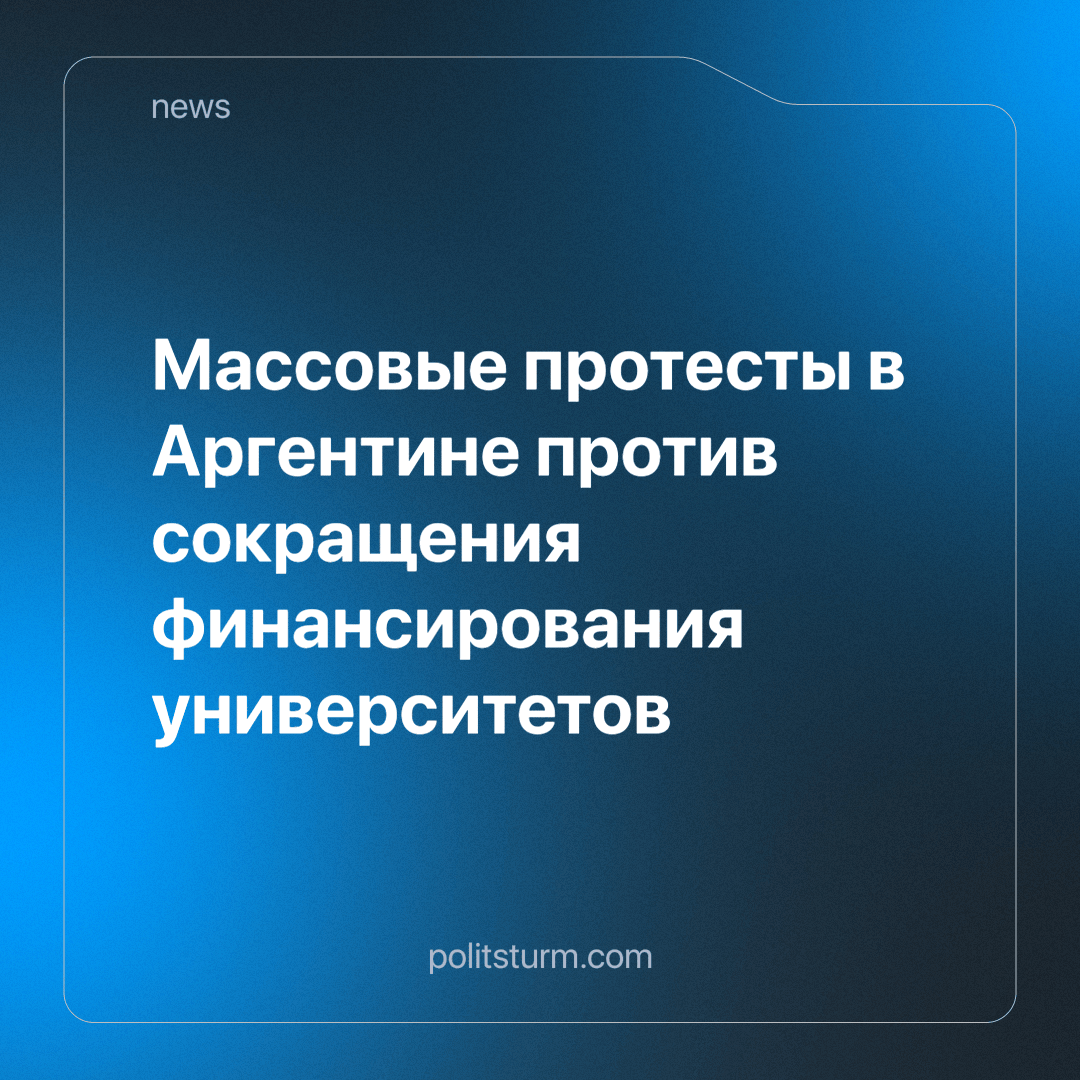 news
Массовые протесты в
Аргентине против
сокращения
финансирования
университетов
politsturm.com